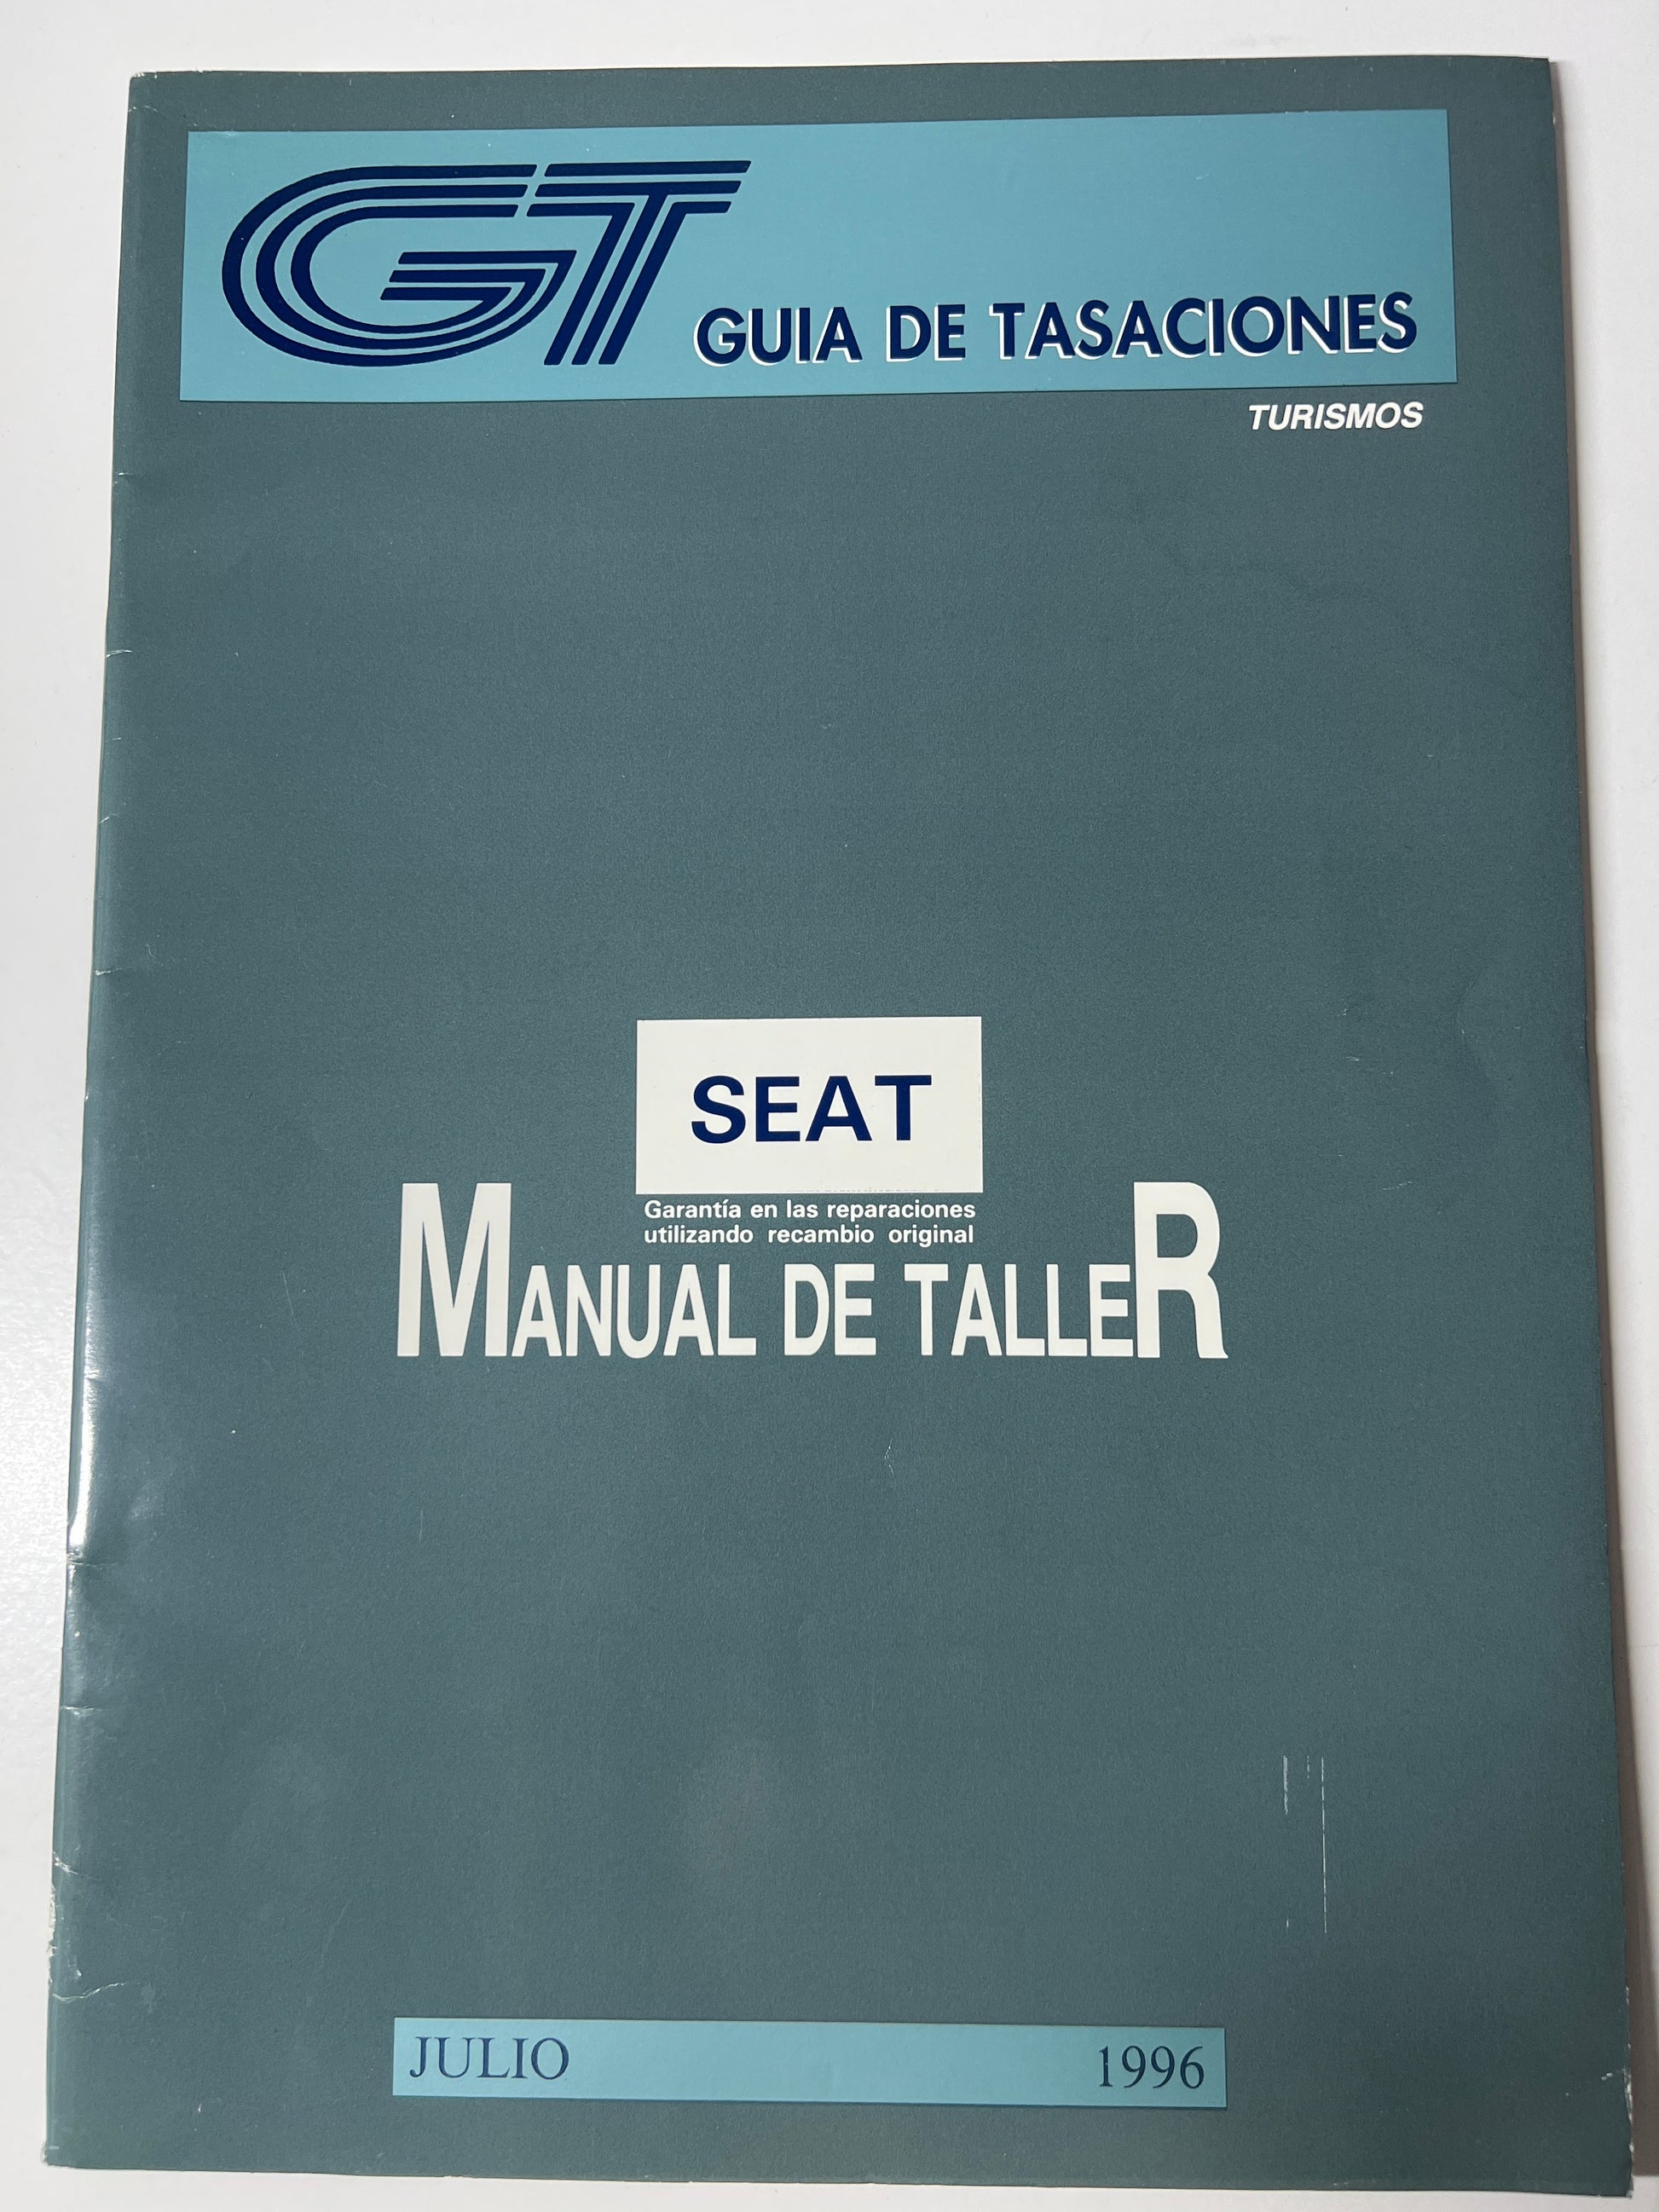 GT GUIA DE TASACIONES
TURISMOS
SEAT
Garantía en las reparaciones
utilizando recambio original
MANUAL DE TALLER
JULIO 1996